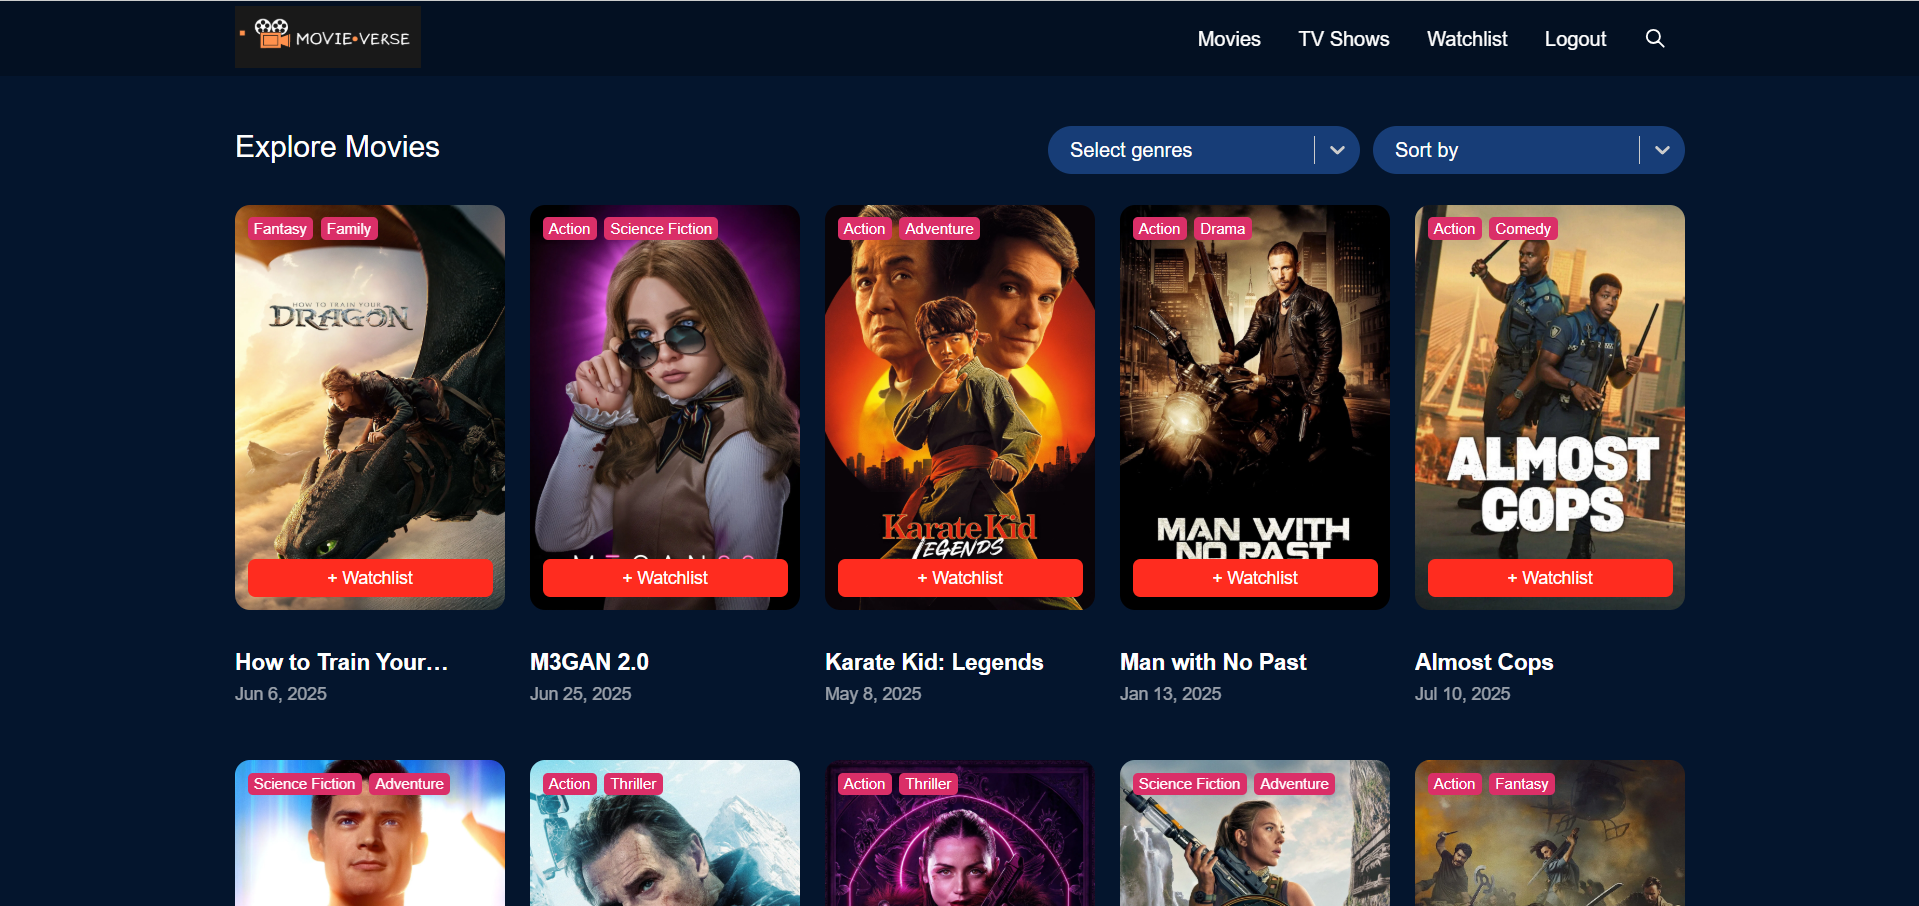 MOVIE•VERSE
Movies TV Shows Watchlist Logout
Explore Movies
Select genres
Sort by
Fantasy Family
HOW TO TRAIN YOUR
DRAGON
+ Watchlist
How to Train Your…
Jun 6, 2025
Action Science Fiction
M3GAN 2.0
+ Watchlist
M3GAN 2.0
Jun 25, 2025
Action Adventure
Karate Kid
LEGENDS
+ Watchlist
Karate Kid: Legends
May 8, 2025
Action Drama
MAN WITH
NO PAST
+ Watchlist
Man with No Past
Jan 13, 2025
Action Comedy
ALMOST
COPS
+ Watchlist
Almost Cops
Jul 10, 2025
Science Fiction Adventure
Action Thriller
Action Thriller
Science Fiction Adventure
Action Fantasy